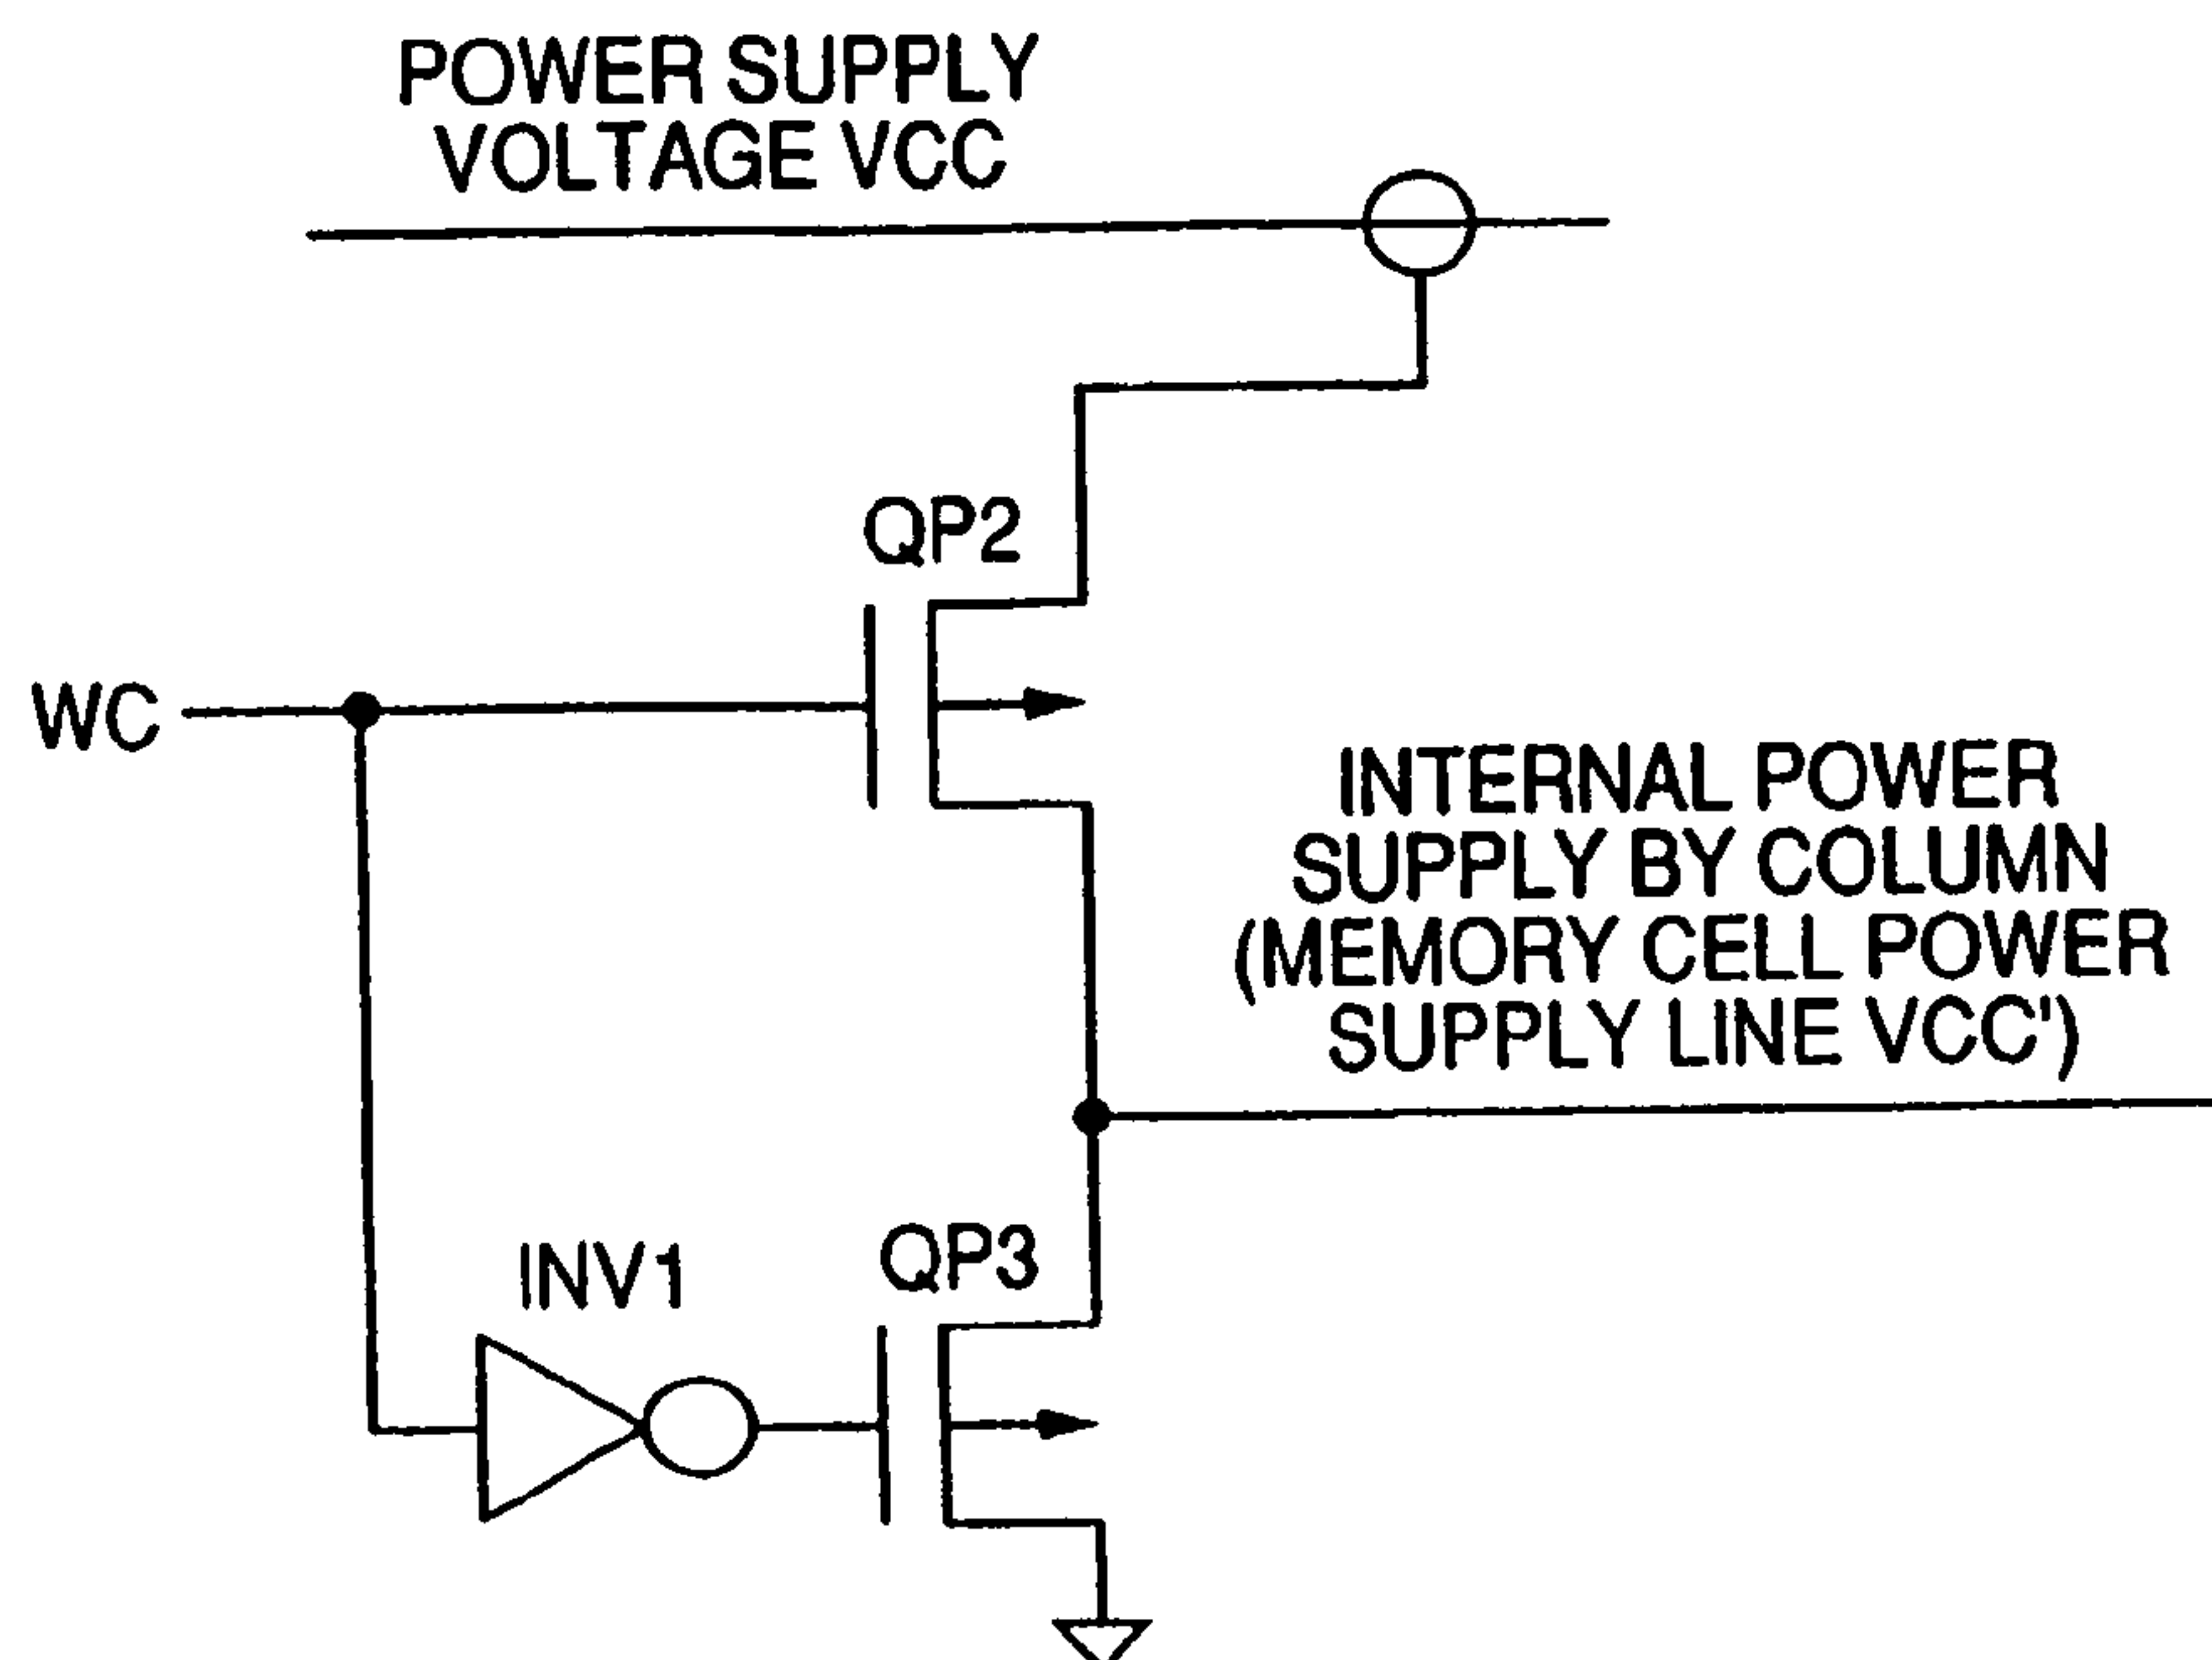 POWER SUPPLY
VOLTAGE VCC
QP2
WC
INTERNAL POWER
SUPPLY BY COLUMN
(MEMORY CELL POWER
SUPPLY LINE VCC')
INV1
QP3